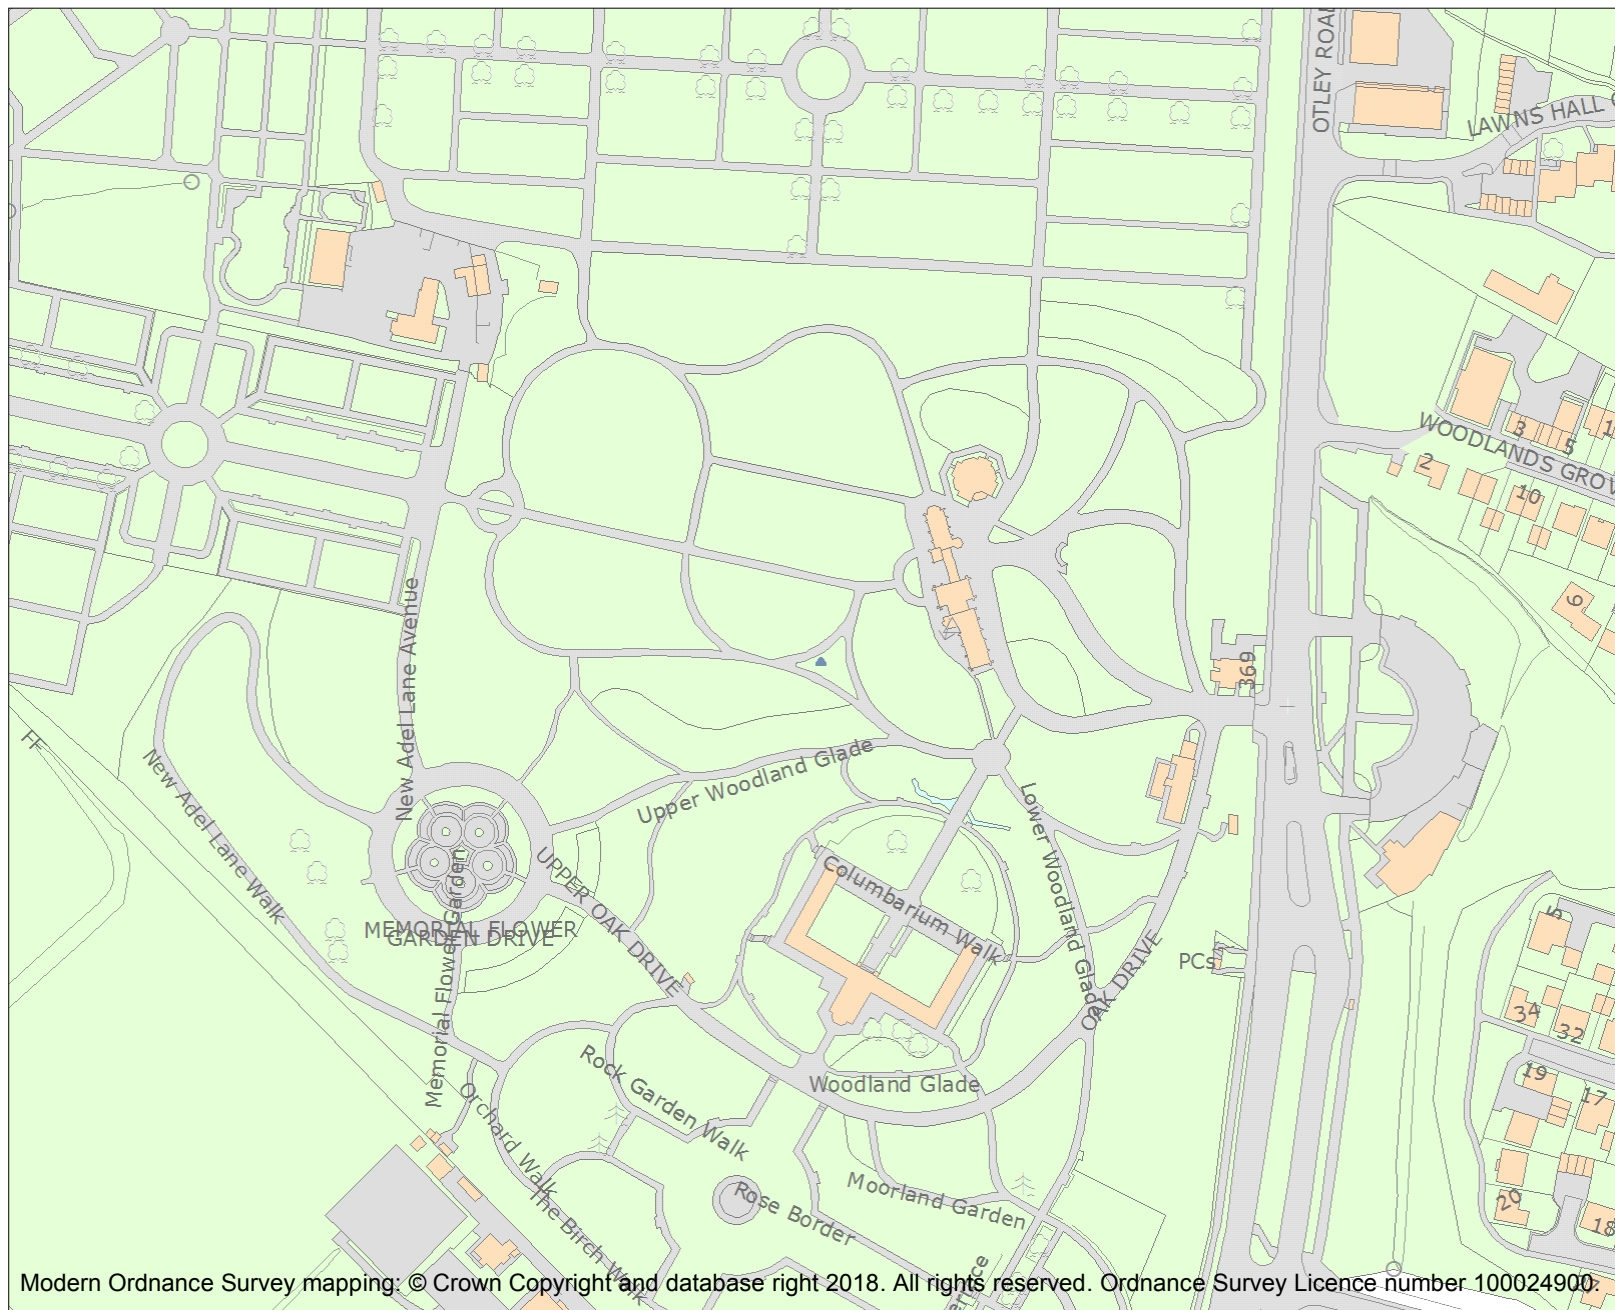 OTLEY ROAD
LAWNS HALL
WOODLANDS GROV
3
5
2
10
6
369
New Adel Lane Avenue
FF
New Adel Lane Walk
Upper Woodland Glade
Lower Woodland Glade
Columbarium Walk
UPPER OAK DRIVE
MEMORIAL FLOWER
GARDEN DRIVE
Memorial Flower Garden
OAK DRIVE
PCs
5
34
32
19
17
20
18
Woodland Glade
Rock Garden Walk
Orchard Walk
The Birch Walk
Rose Border
Moorland Garden
Modern Ordnance Survey mapping: © Crown Copyright and database right 2018. All rights reserved. Ordnance Survey Licence number 100024900.